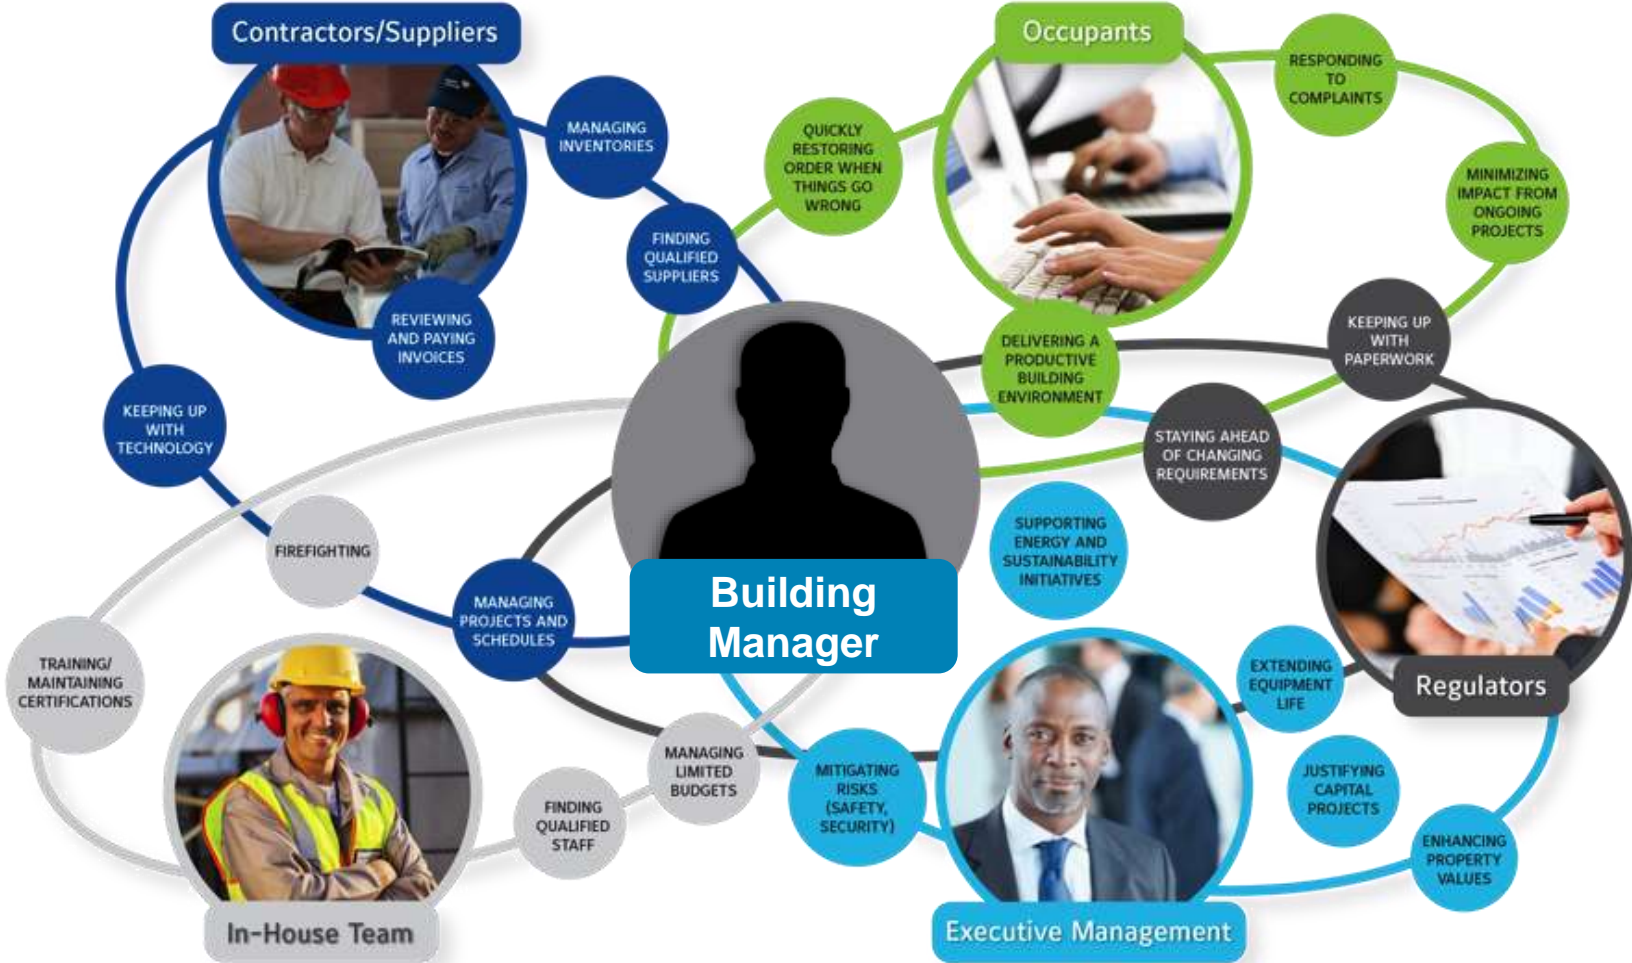 Contractors/Suppliers
MANAGING
INVENTORIES
FINDING
QUALIFIED
SUPPLIERS
REVIEWING
AND PAYING
INVOICES
KEEPING UP
WITH
TECHNOLOGY
MANAGING
PROJECTS AND
SCHEDULES
Occupants
RESPONDING
TO
COMPLAINTS
QUICKLY
RESTORING
ORDER WHEN
THINGS GO
WRONG
MINIMIZING
IMPACT FROM
ONGOING
PROJECTS
DELIVERING A
PRODUCTIVE
BUILDING
ENVIRONMENT
KEEPING UP
WITH
PAPERWORK
STAYING AHEAD
OF CHANGING
REQUIREMENTS
Regulators
Building
Manager
FIREFIGHTING
TRAINING/
MAINTAINING
CERTIFICATIONS
MANAGING
LIMITED
BUDGETS
FINDING
QUALIFIED
STAFF
In-House Team
SUPPORTING
ENERGY AND
SUSTAINABILITY
INITIATIVES
EXTENDING
EQUIPMENT
LIFE
MITIGATING
RISKS
(SAFETY,
SECURITY)
JUSTIFYING
CAPITAL
PROJECTS
ENHANCING
PROPERTY
VALUES
Executive Management